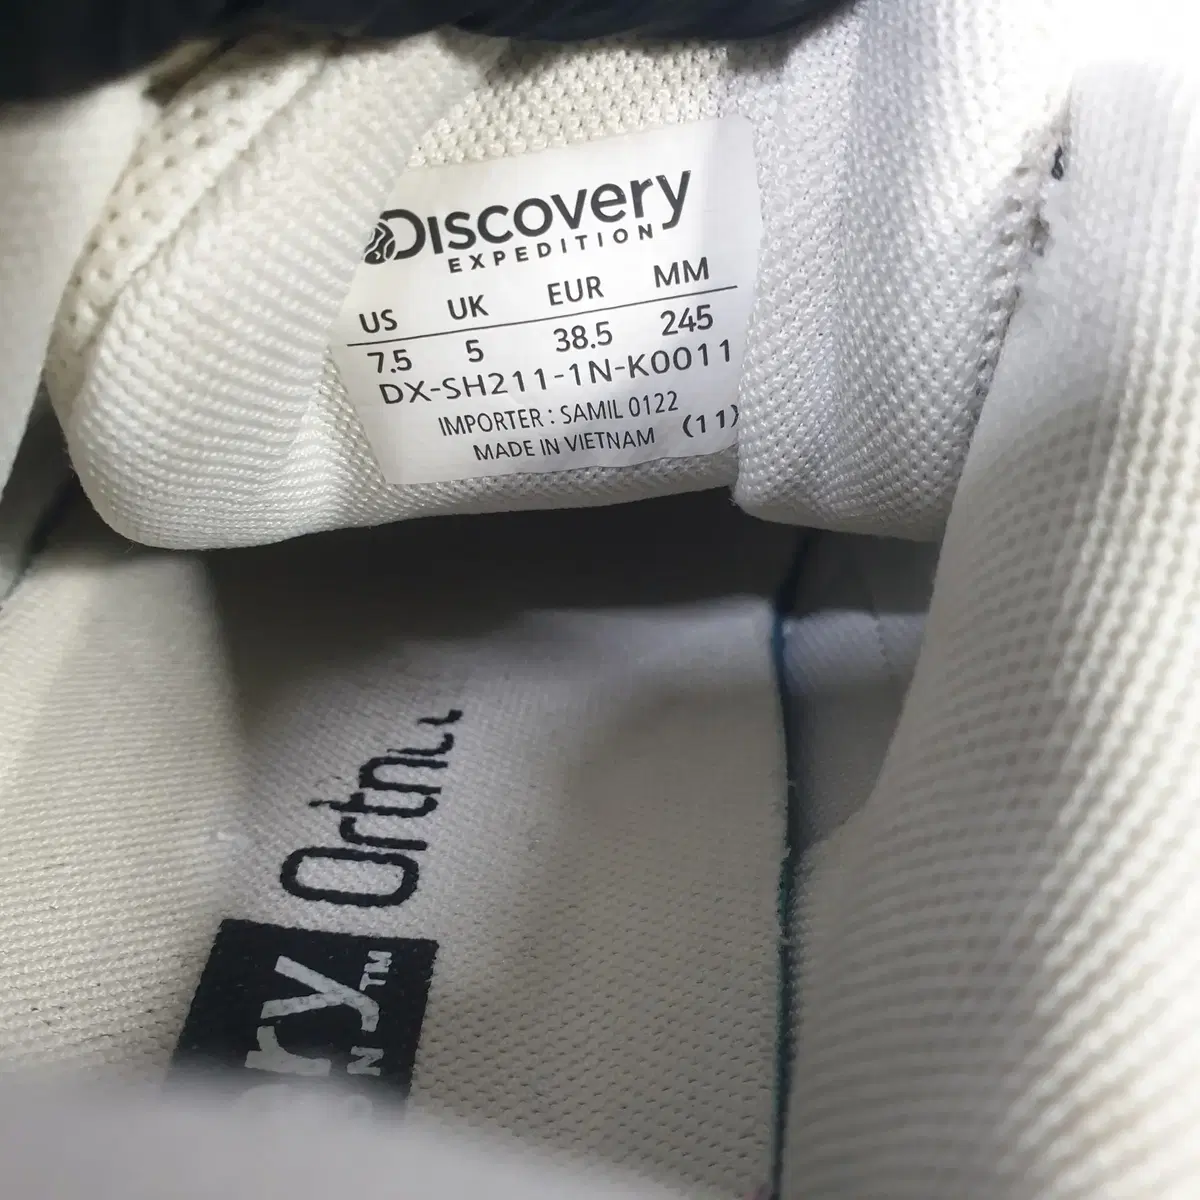 Discovery
EXPEDITION
US UK EUR MM
7.5 5 38.5 245
DX-SH211-1N-K0011
IMPORTER : SAMIL 0122
MADE IN VIETNAM (11)
ry™